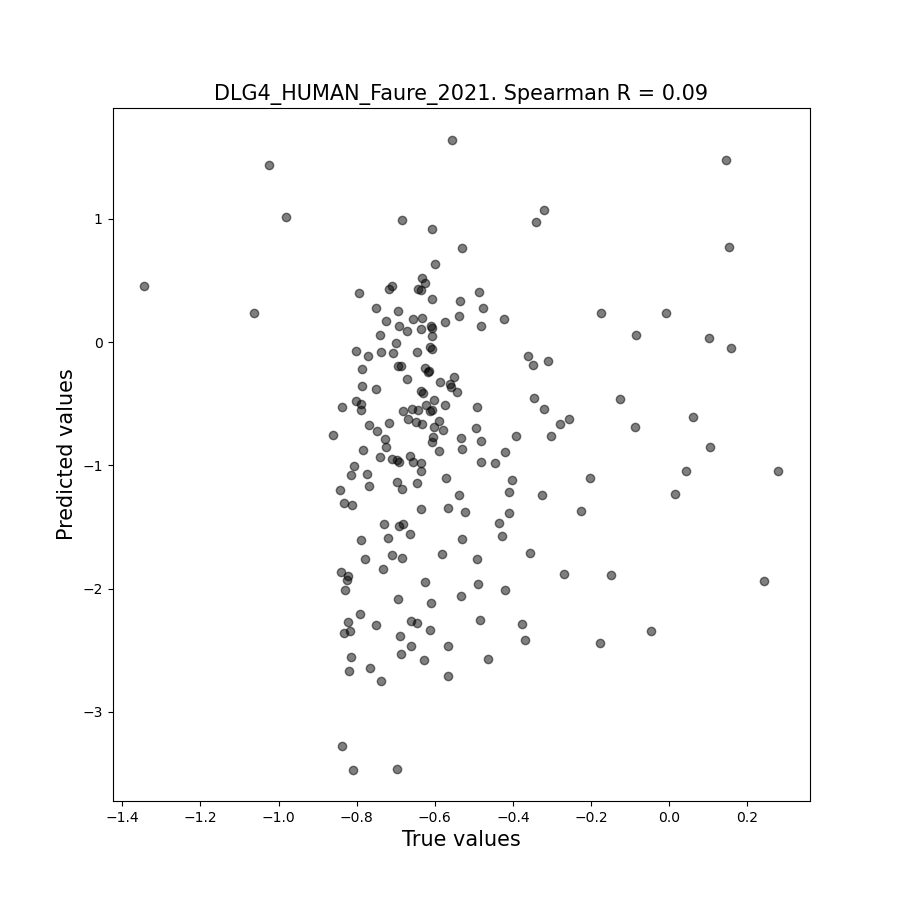 DLG4_HUMAN_Faure_2021. Spearman R = 0.09
Predicted values
1
0
−1
−2
−3
−1.4 −1.2 −1.0 −0.8 −0.6 −0.4 −0.2 0.0 0.2
True values